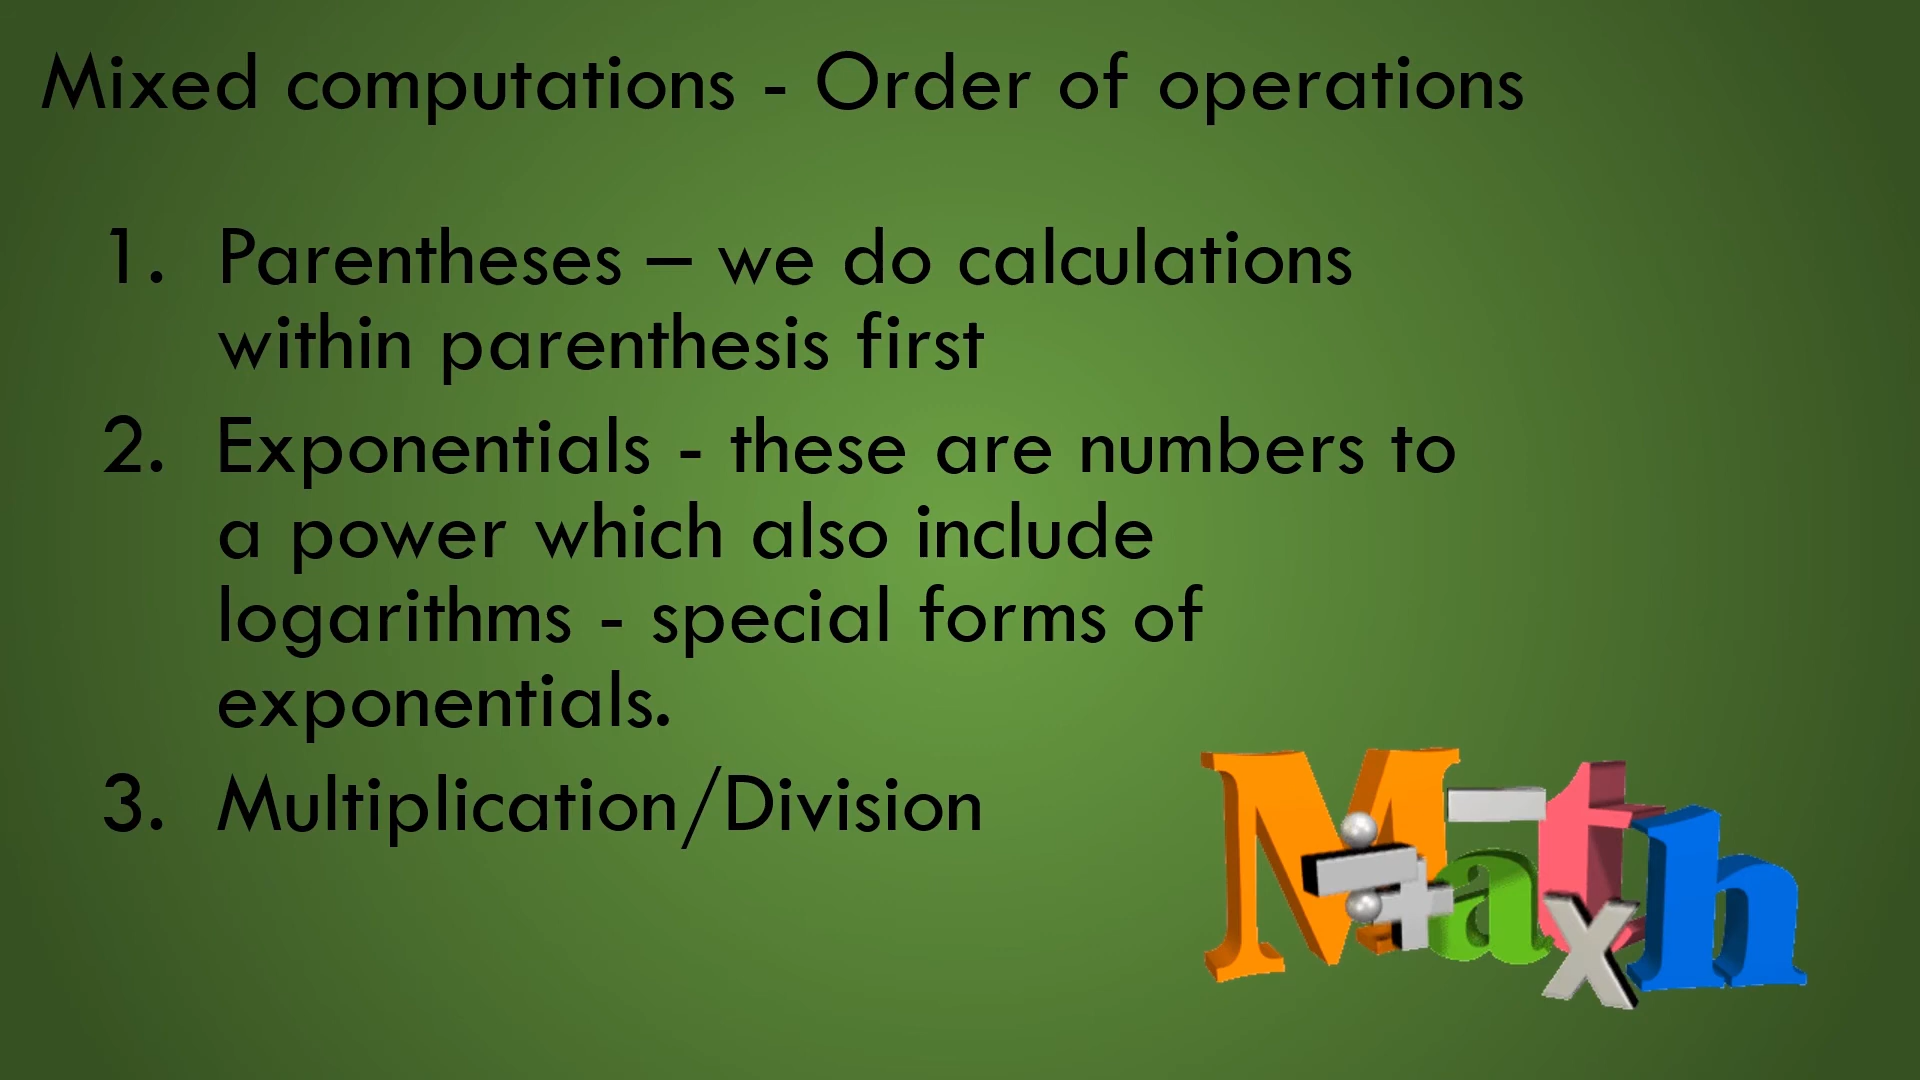 Mixed computations - Order of operations
1. Parentheses – we do calculations
within parenthesis first
2. Exponentials - these are numbers to
a power which also include
logarithms - special forms of
exponentials.
3. Multiplication/Division
Math
÷ + − x